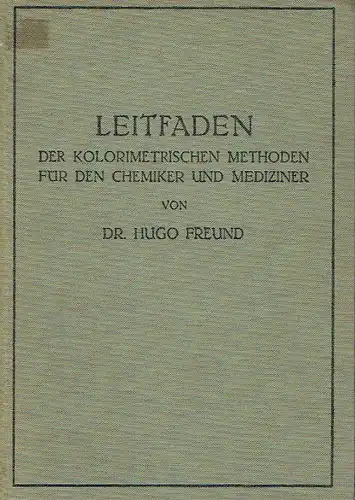 LEITFADEN
DER KOLORIMETRISCHEN METHODEN
FÜR DEN CHEMIKER UND MEDIZINER
VON
DR. HUGO FREUND